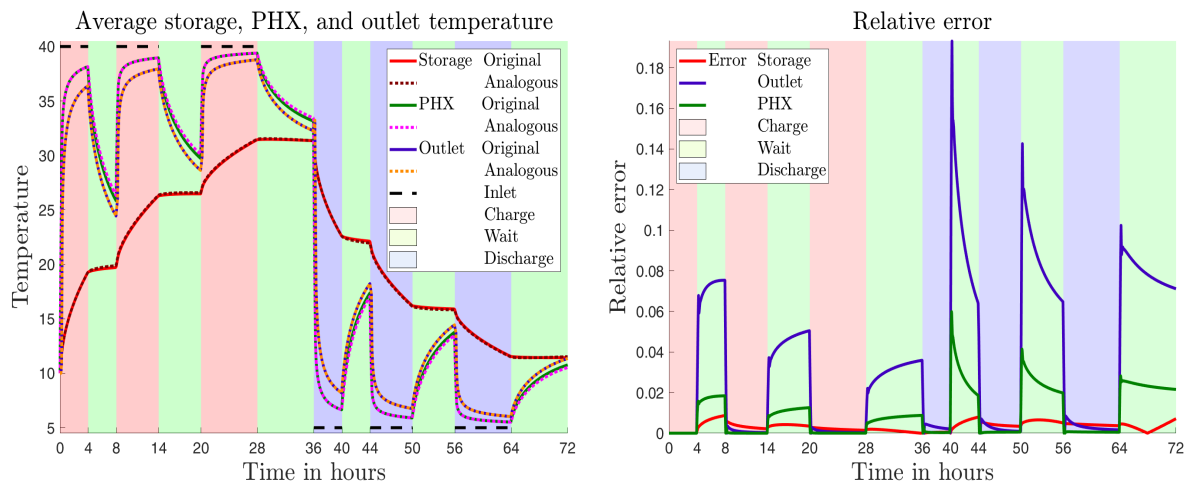 Average storage, PHX, and outlet temperature
Temperature
40
35
30
25
20
15
10
5
0 4 8 14 20 28 36 40 44 50 56 64 72
Time in hours
Storage Original
Analogous
PHX Original
Analogous
Outlet Original
Analogous
Inlet
Charge
Wait
Discharge
Relative error
Relative error
0.18
0.16
0.14
0.12
0.1
0.08
0.06
0.04
0.02
0
0 4 8 14 20 28 36 40 44 50 56 64 72
Time in hours
Error Storage
Outlet
PHX
Charge
Wait
Discharge